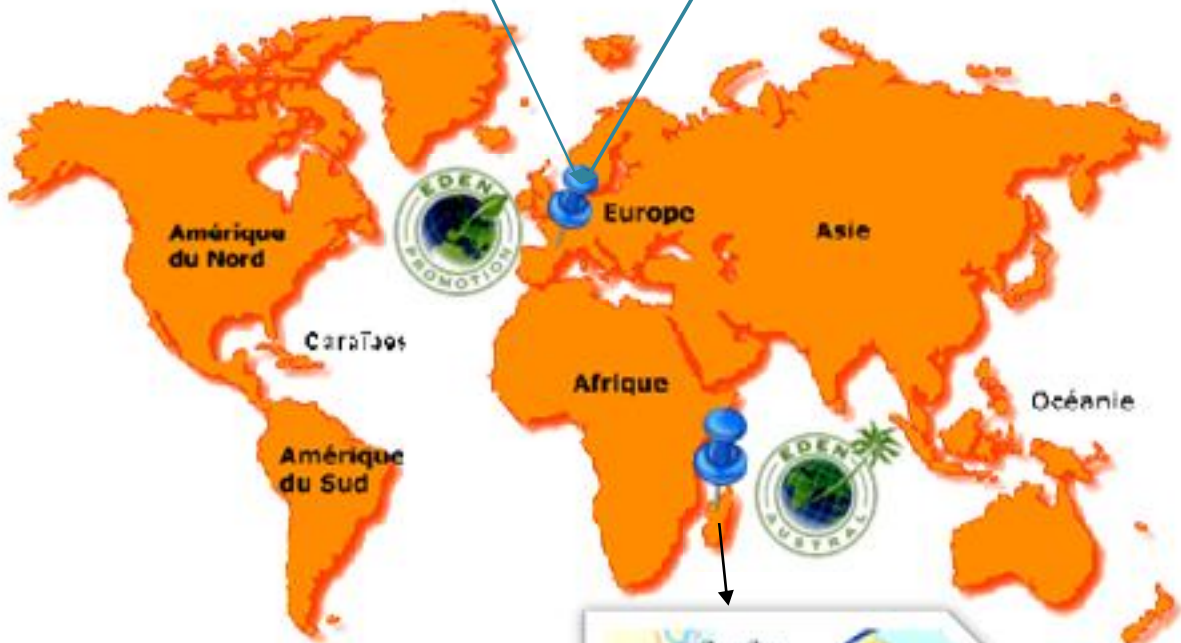 EDEN
PROMOTION
Europe
Asie
Amérique
du Nord
Afrique
Océanie
Amérique
du Sud
EDEN
AUSTRAL